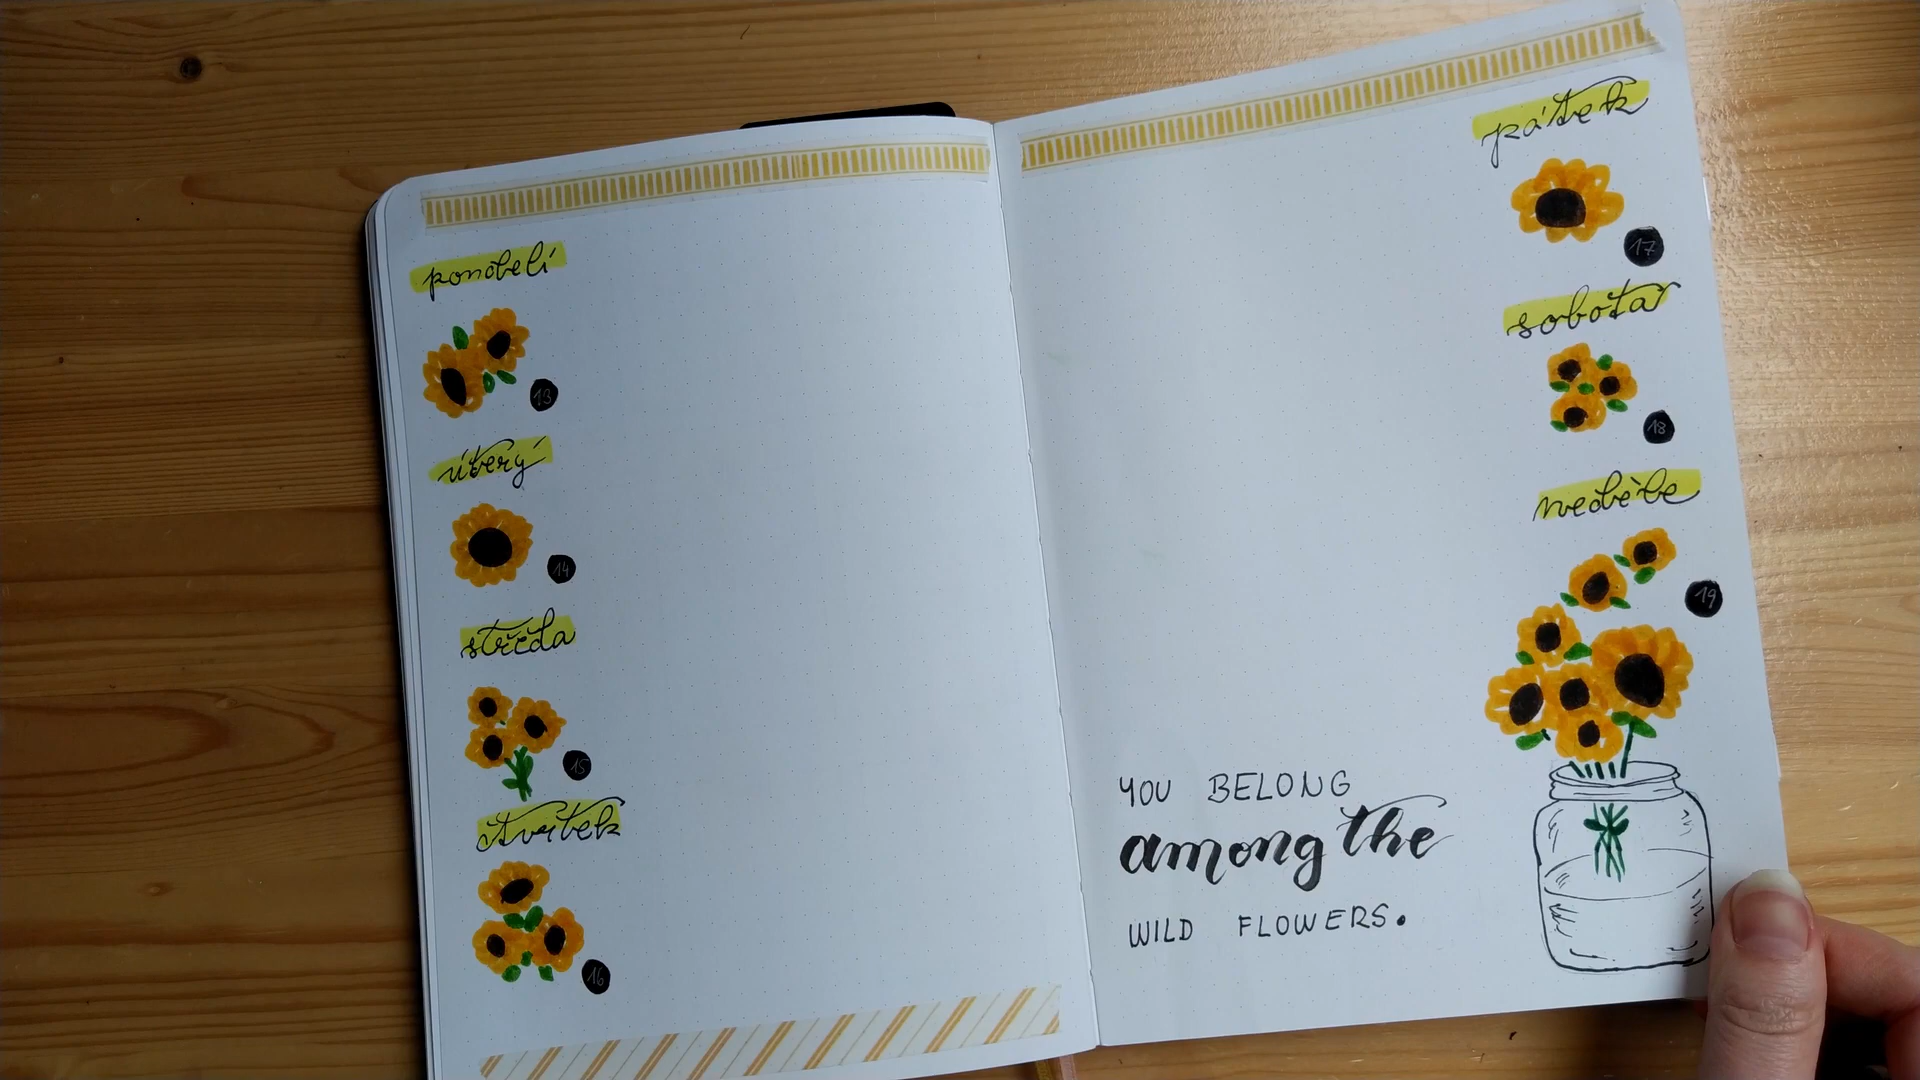 pondělí
13
úterý
14
středa
15
čtvrtek
16
pátek
17
sobota
18
neděle
19
YOU BELONG
among the
WILD FLOWERS.